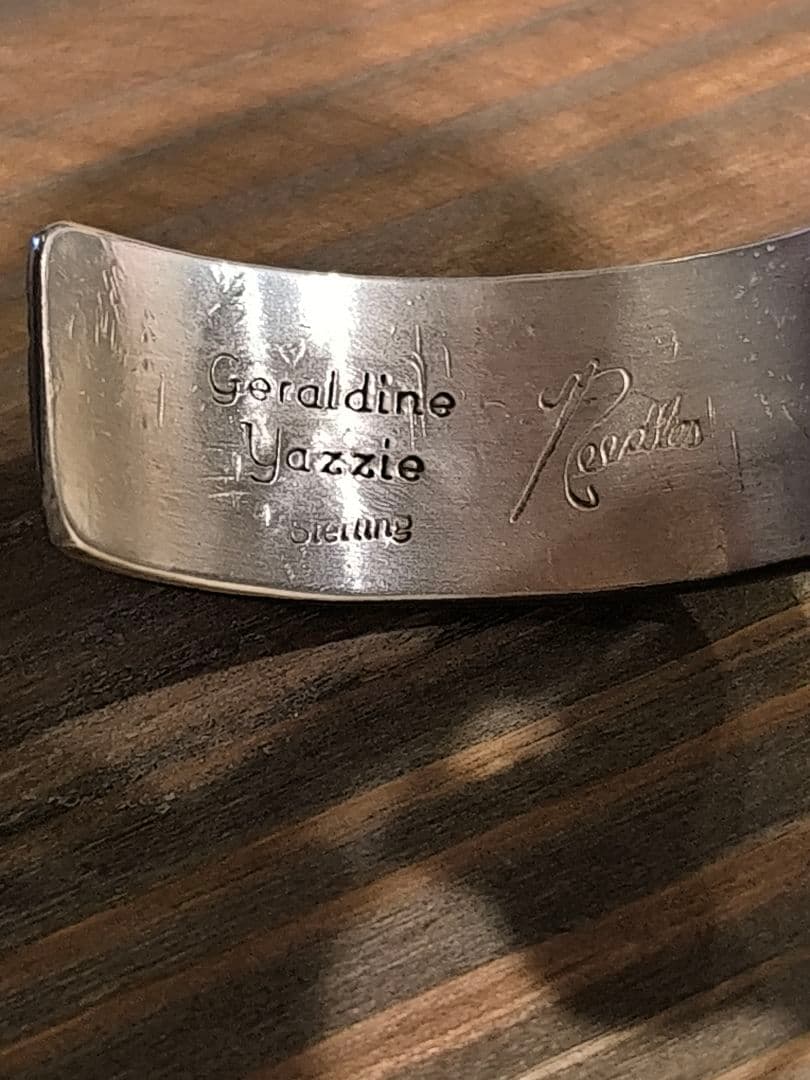 Geraldine
Yazzie
Sterling
Needles